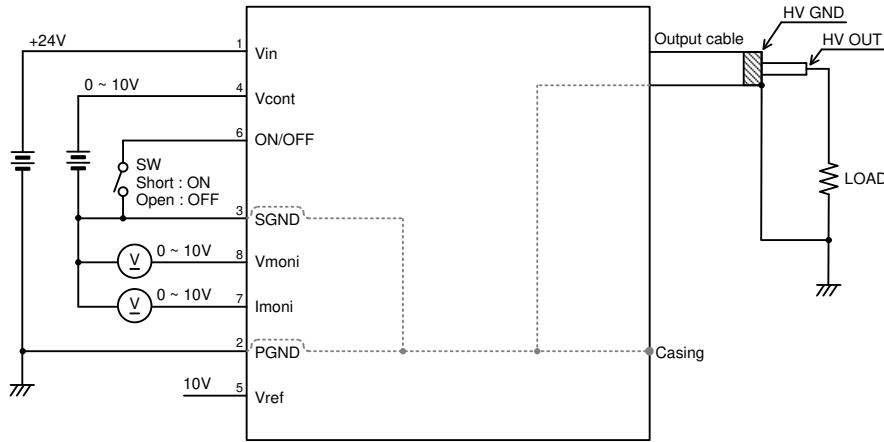 HV GND
+24V
Output cable
HV OUT
1
Vin
0 ~ 10V
4
Vcont
6
ON/OFF
SW
Short : ON
Open : OFF
LOAD
3
SGND
0 ~ 10V
8
V
Vmoni
0 ~ 10V
7
V
Imoni
2
PGND
Casing
10V
5
Vref